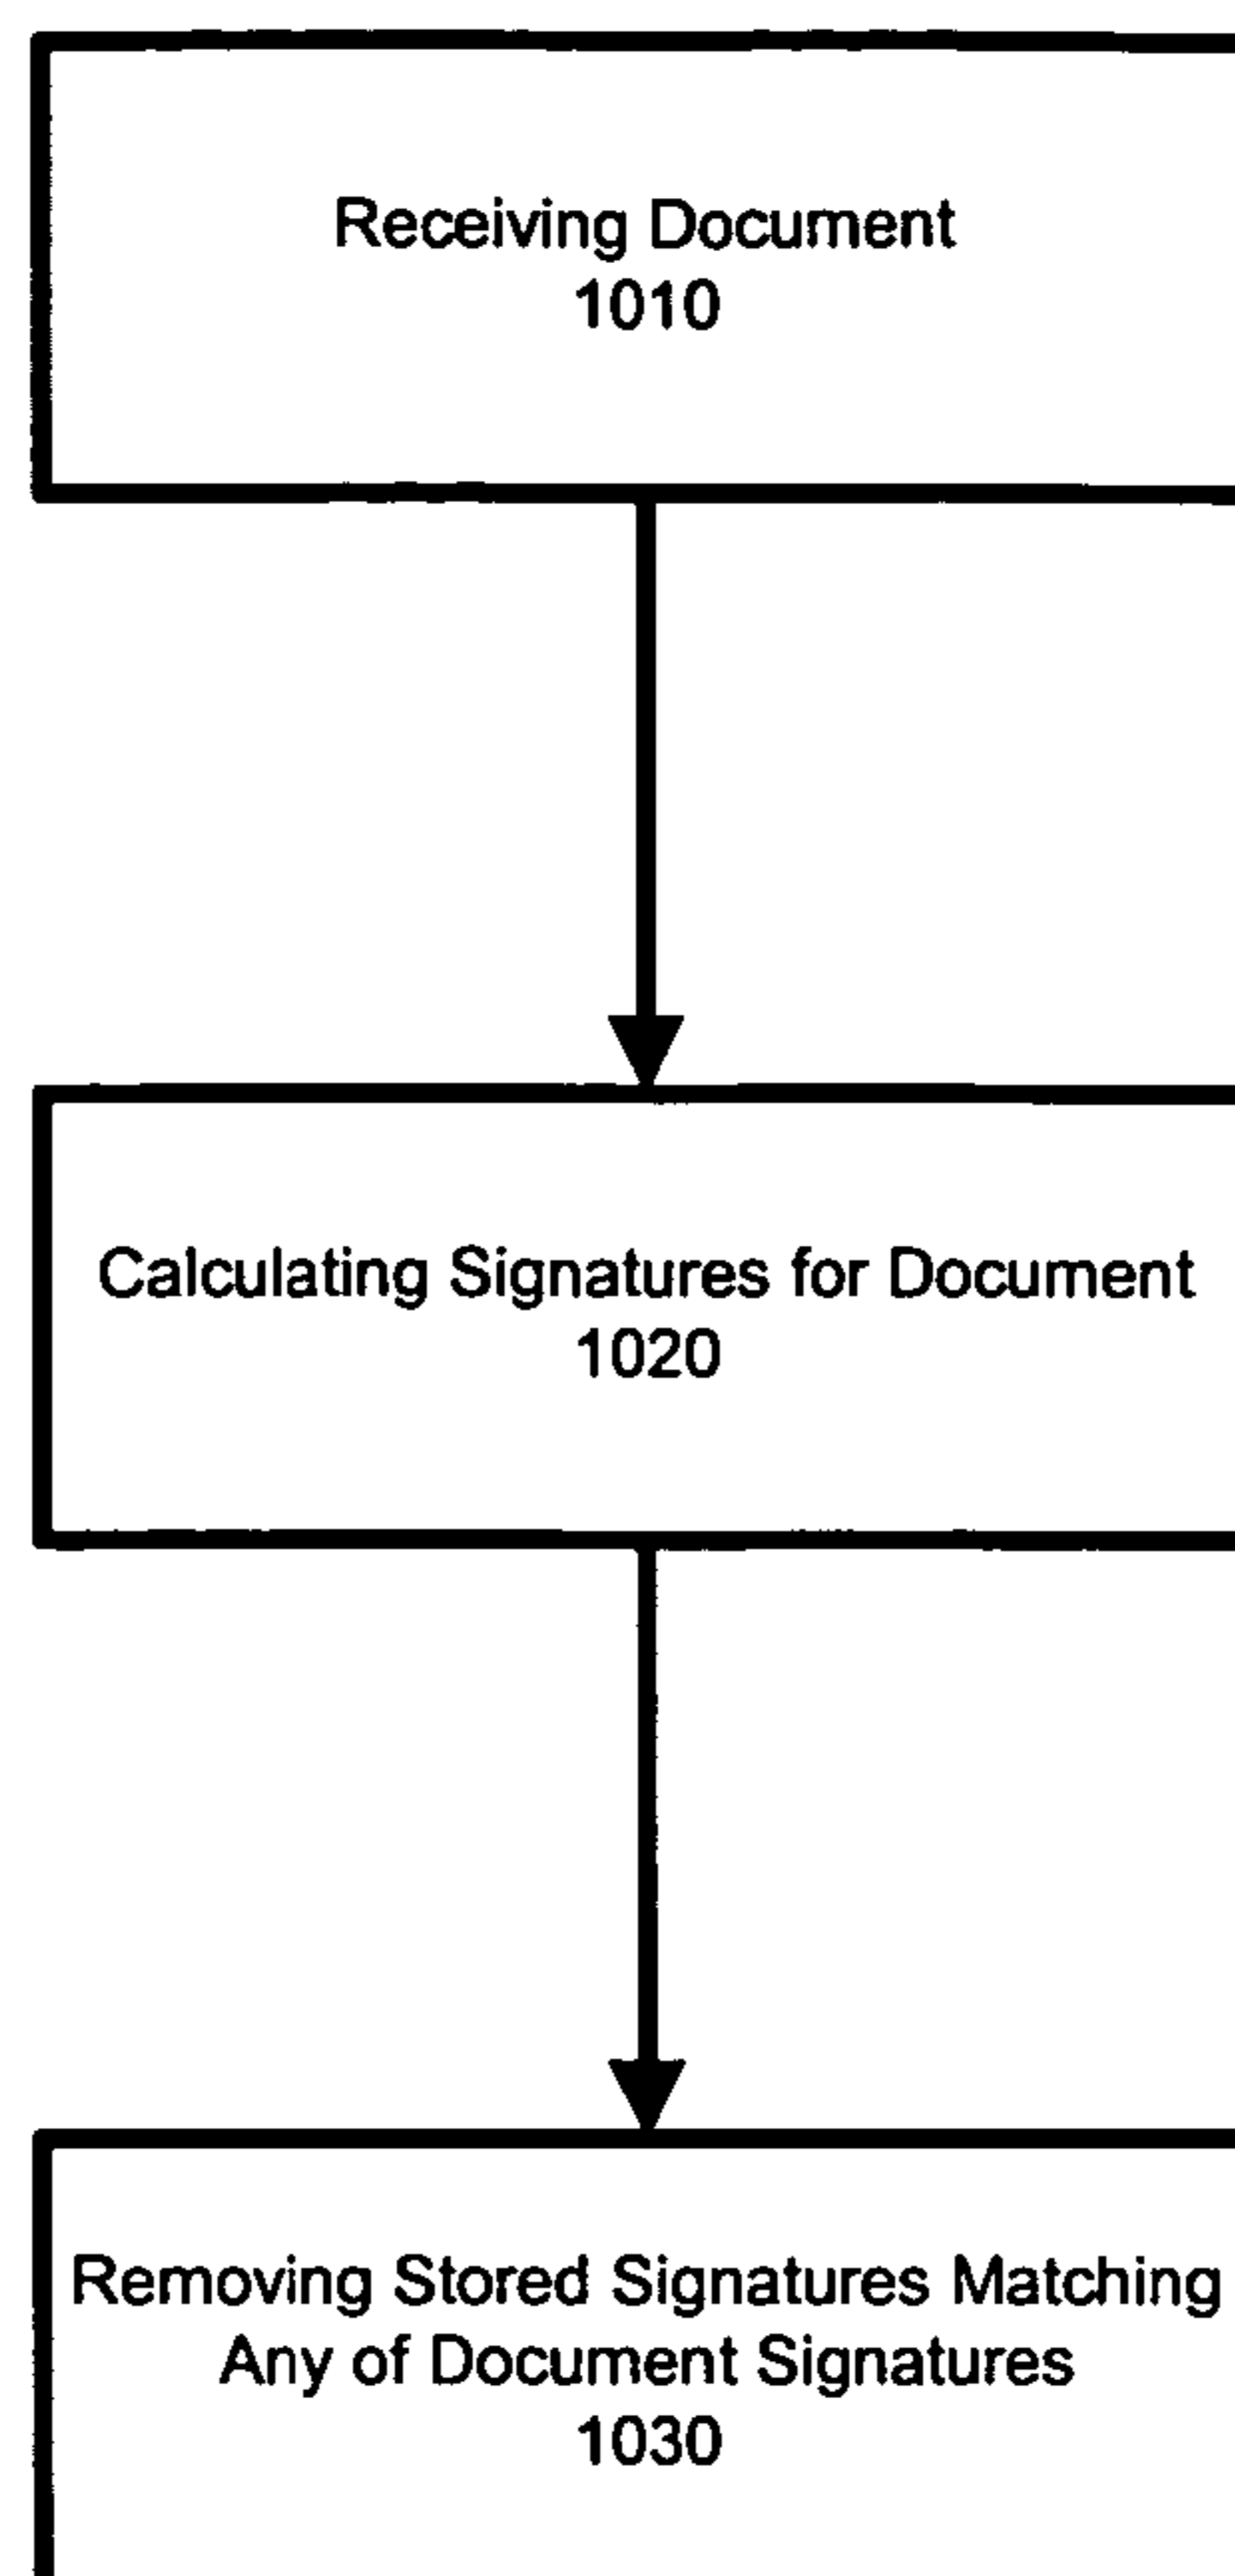 Receiving Document
1010
Calculating Signatures for Document
1020
Removing Stored Signatures Matching
Any of Document Signatures
1030